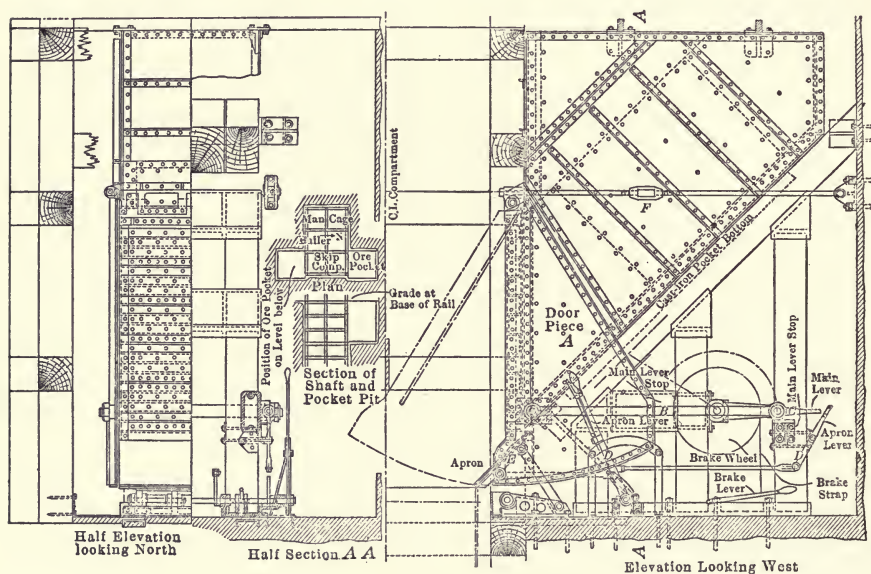 A
C.L.Compartment
Man Cage
Skip
Comp.
Ore
Pocket
Plan
Position of Ore Pocket
on Level below
Grade at
Base of Rail
Section of
Shaft and
Pocket Pit
F
Cast-Iron Pocket Bottom
Door
Piece
A
Main Lever
Stop
Main Lever Stop
Main
Lever
Apron Lever
B
Apron
Lever
Apron
Brake Wheel
Brake
Lever
Brake
Strap
Half Elevation
looking North
Half Section A A
A
Elevation Looking West